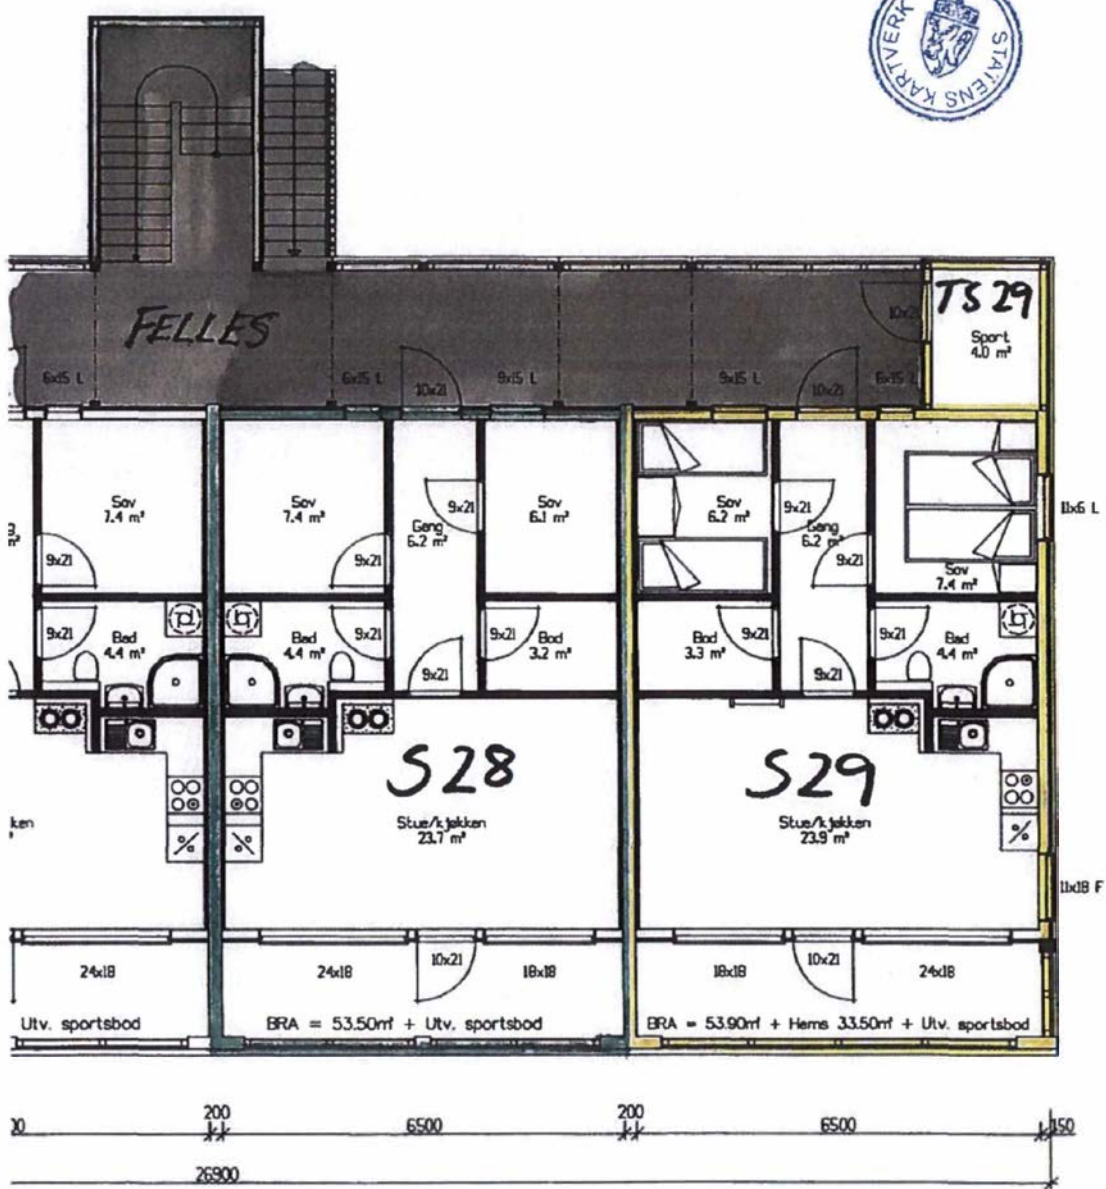 STATENS KARTVERK
FELLES
TS 29
Sport
4.0 m²
10x21
6x15 L
6x15 L
10x21
9x15 L
9x15 L
10x21
6x15 L
Sov
7.4 m²
Sov
7.4 m²
Gang
6.2 m²
9x21
Sov
6.1 m²
Sov
6.2 m²
9x21
Gang
6.2 m²
11x6 L
9x21
9x21
9x21
Sov
7.4 m²
9x21
Bad
4.4 m²
Bad
4.4 m²
9x21
9x21
Bod
3.2 m²
Bod
3.3 m²
9x21
9x21
Bad
4.4 m²
9x21
9x21
S28
S29
ken
Stue/kjøkken
23.7 m²
Stue/kjøkken
23.9 m²
11x18 F
24x18
24x18
10x21
18x18
18x18
10x21
24x18
Utv. sportsbod
BRA = 53.50m² + Utv. sportsbod
BRA = 53.90m² + Hems 33.50m² + Utv. sportsbod
200
6500
200
6500
150
26900